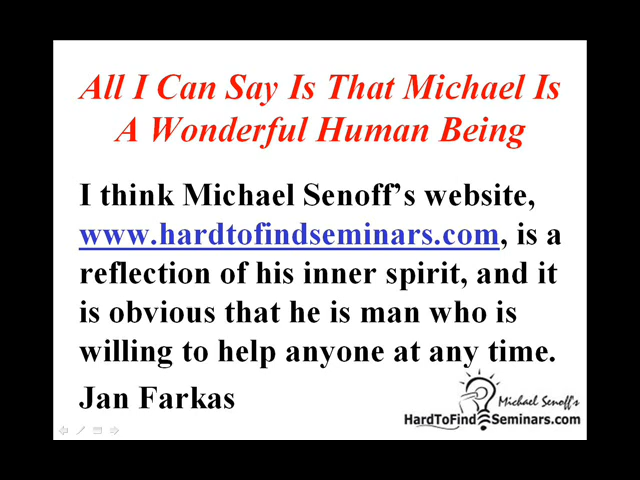 All I Can Say Is That Michael Is
A Wonderful Human Being
I think Michael Senoff's website,
www.hardtofindseminars.com, is a
reflection of his inner spirit, and it
is obvious that he is man who is
willing to help anyone at any time.
Jan Farkas
Michael Senoff's
HardToFindSeminars.com